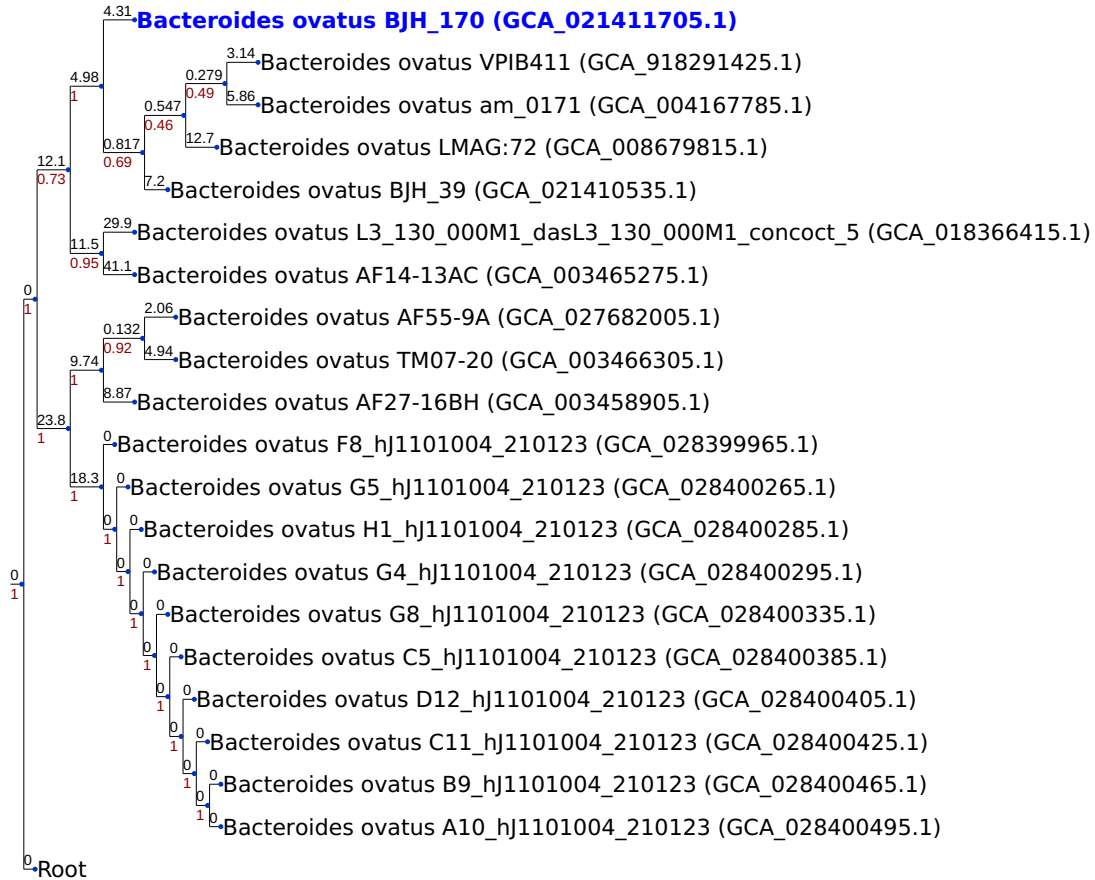 4.31
Bacteroides ovatus BJH_170 (GCA_021411705.1)
3.14
Bacteroides ovatus VPIB411 (GCA_918291425.1)
4.98
1
0.279
0.49
5.86
Bacteroides ovatus am_0171 (GCA_004167785.1)
0.547
0.46
0.817
0.69
12.7
Bacteroides ovatus LMAG:72 (GCA_008679815.1)
12.1
0.73
7.2
Bacteroides ovatus BJH_39 (GCA_021410535.1)
29.9
Bacteroides ovatus L3_130_000M1_dasL3_130_000M1_concoct_5 (GCA_018366415.1)
11.5
0.95
41.1
Bacteroides ovatus AF14-13AC (GCA_003465275.1)
0
1
2.06
Bacteroides ovatus AF55-9A (GCA_027682005.1)
0.132
0.92
4.94
Bacteroides ovatus TM07-20 (GCA_003466305.1)
9.74
1
8.87
Bacteroides ovatus AF27-16BH (GCA_003458905.1)
23.8
1
0
Bacteroides ovatus F8_hJ1101004_210123 (GCA_028399965.1)
18.3
1
0
Bacteroides ovatus G5_hJ1101004_210123 (GCA_028400265.1)
0
1
0
Bacteroides ovatus H1_hJ1101004_210123 (GCA_028400285.1)
0
1
0
Bacteroides ovatus G4_hJ1101004_210123 (GCA_028400295.1)
0
1
0
1
0
Bacteroides ovatus G8_hJ1101004_210123 (GCA_028400335.1)
0
1
0
Bacteroides ovatus C5_hJ1101004_210123 (GCA_028400385.1)
0
1
0
Bacteroides ovatus D12_hJ1101004_210123 (GCA_028400405.1)
0
1
0
Bacteroides ovatus C11_hJ1101004_210123 (GCA_028400425.1)
0
1
0
Bacteroides ovatus B9_hJ1101004_210123 (GCA_028400465.1)
0
1
0
Bacteroides ovatus A10_hJ1101004_210123 (GCA_028400495.1)
0
Root